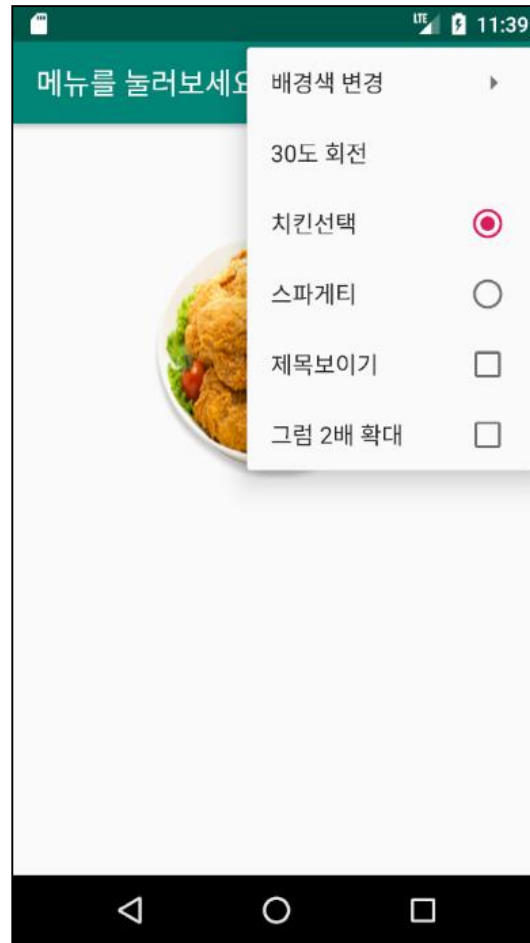 LTE 11:39
메뉴를 눌러보세요
배경색 변경
30도 회전
치킨선택
스파게티
제목보이기
그럼 2배 확대